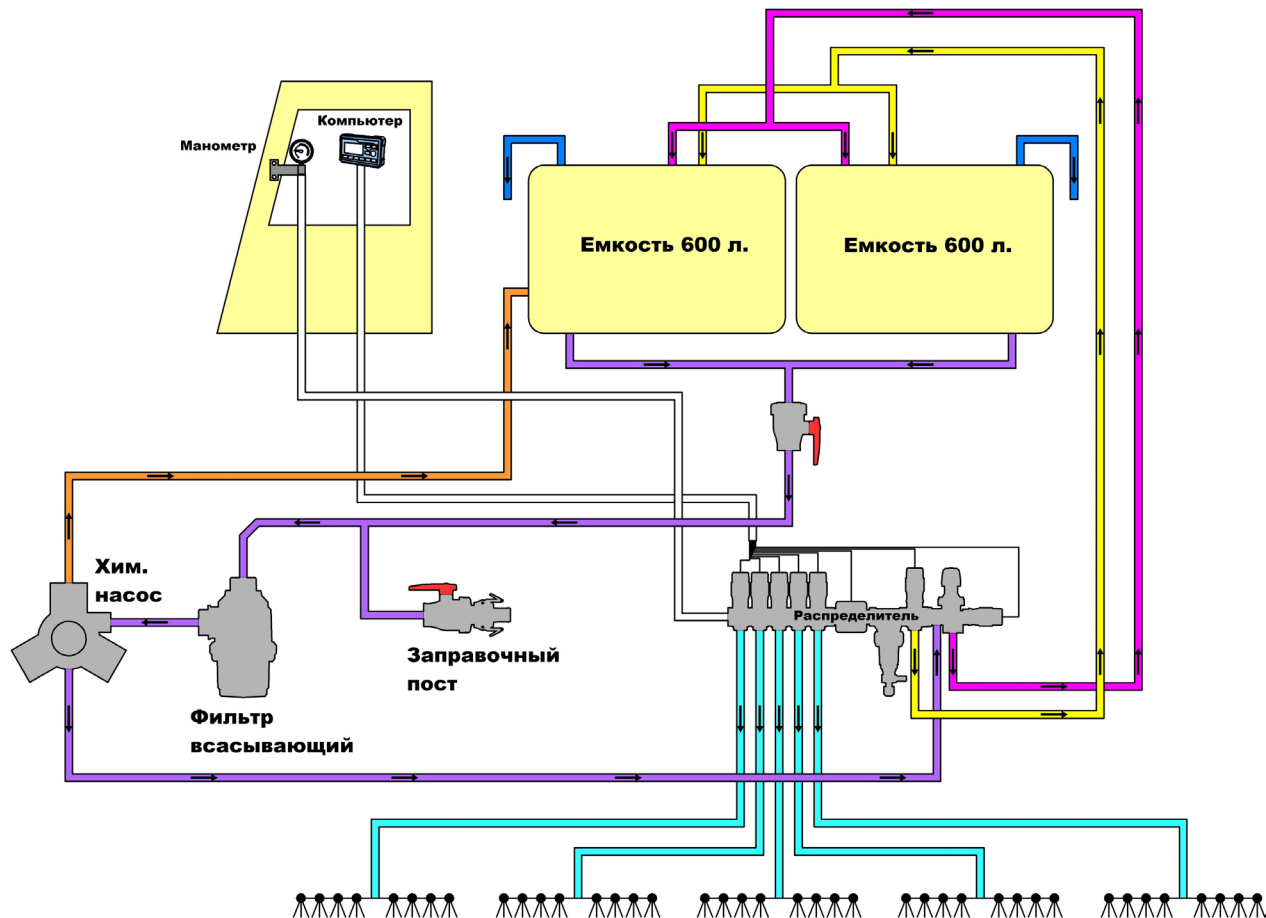 Компьютер
Манометр
Емкость 600 л.
Емкость 600 л.
Хим.
насос
Распределитель
Заправочный
пост
Фильтр
всасывающий